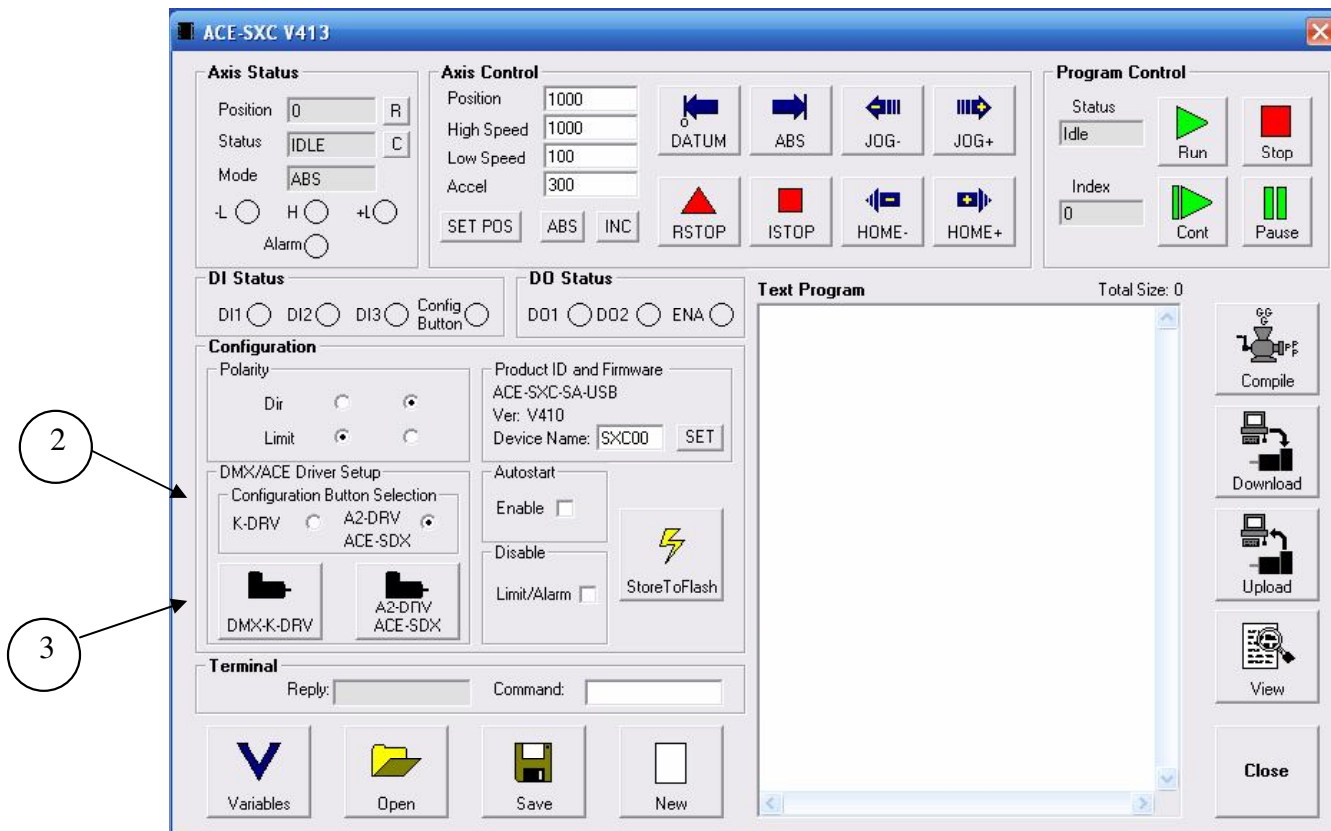 ACE-SXC V413
Axis Status
Position 0 R
Status IDLE C
Mode ABS
-L H +L
Alarm
Axis Control
Position 1000
High Speed 1000
Low Speed 100
Accel 300
SET POS ABS INC
DATUM ABS JOG- JOG+
RSTOP ISTOP HOME- HOME+
Program Control
Status
Idle
Run Stop
Index
0
Cont Pause
DI Status
DI1 DI2 DI3 Config
Button
DO Status
DO1 DO2 ENA
Configuration
Polarity
Dir
Limit
Product ID and Firmware
ACE-SXC-SA-USB
Ver: V410
Device Name: SXC00 SET
2
DMX/ACE Driver Setup
Configuration Button Selection
K-DRV A2-DRV
ACE-SDX
3
DMX-K-DRV
A2-DRV
ACE-SDX
Autostart
Enable
Disable
Limit/Alarm
StoreToFlash
Terminal
Reply: Command:
Variables Open Save New
Text Program Total Size: 0
Compile
Download
Upload
View
Close